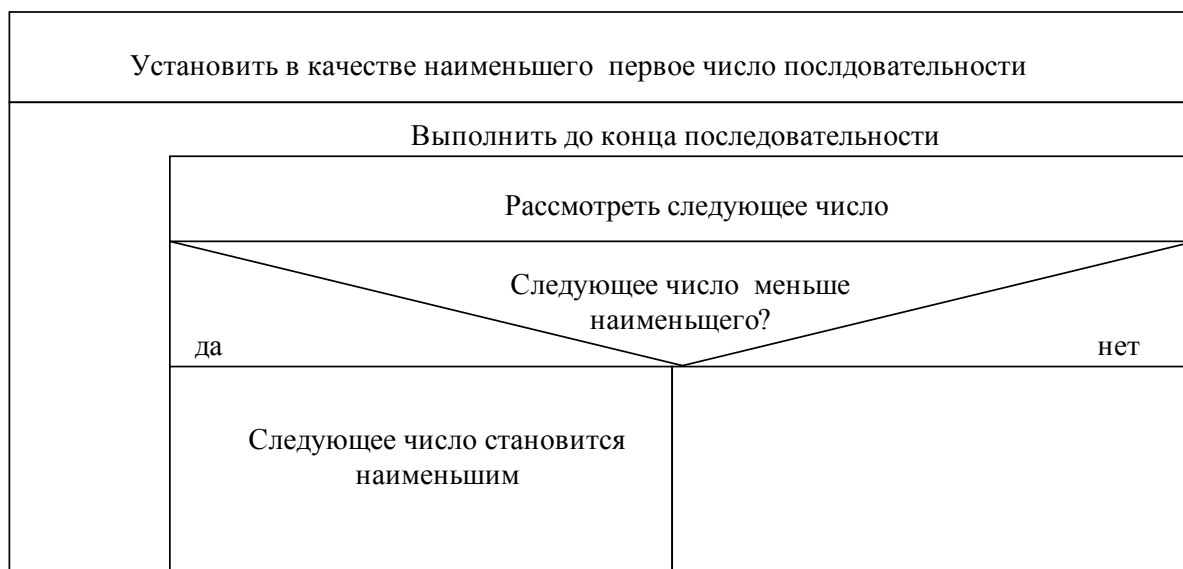 Установить в качестве наименьшего первое число послдовательности
Выполнить до конца последовательности
Рассмотреть следующее число
Следующее число меньше
наименьщего?
да
нет
Следующее число становится
наименьшим